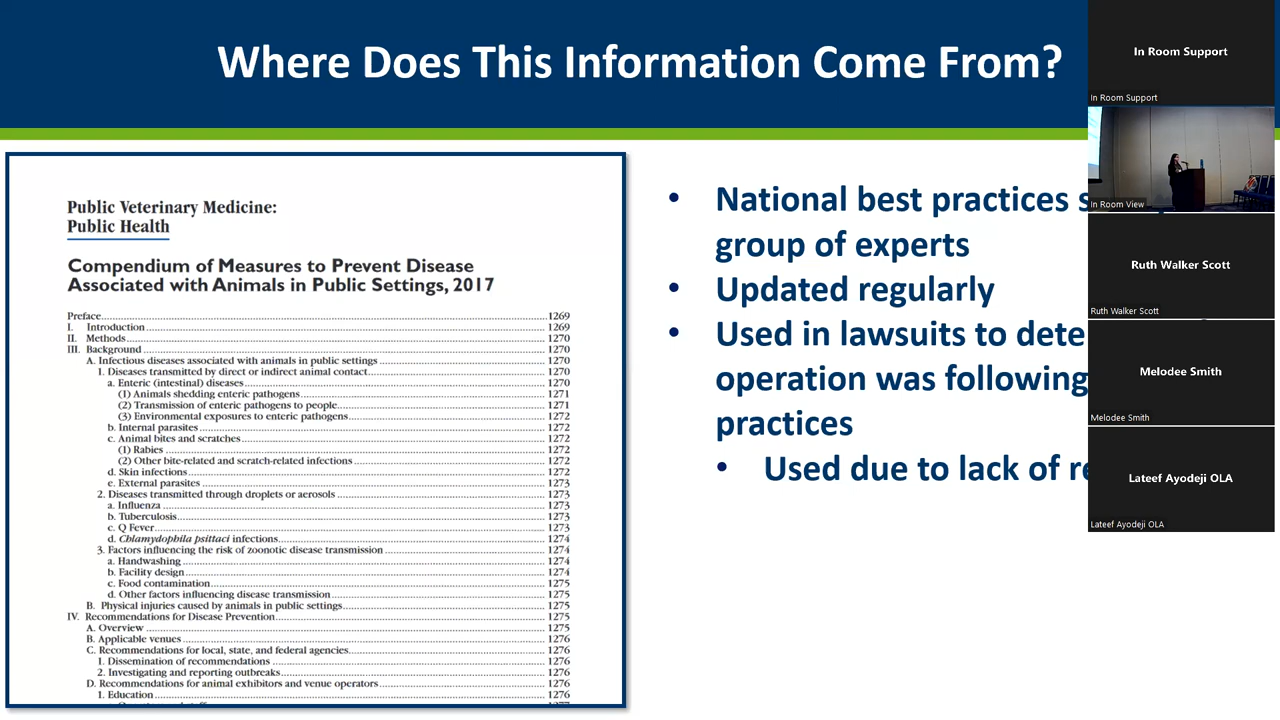 Where Does This Information Come From?
Public Veterinary Medicine:
Public Health
Compendium of Measures to Prevent Disease
Associated with Animals in Public Settings, 2017
Preface 1269
I. Introduction 1269
II. Methods 1270
III. Background 1270
A. Infectious diseases associated with animals in public settings 1270
1. Diseases transmitted by direct or indirect animal contact 1270
a. Enteric (intestinal) diseases 1270
(1) Animals shedding enteric pathogens 1271
(2) Transmission of enteric pathogens to people 1271
(3) Environmental exposures to enteric pathogens 1272
b. Internal parasites 1272
c. Animal bites and scratches 1272
(1) Rabies 1272
(2) Other bite-related and scratch-related infections 1272
d. Skin infections 1272
e. External parasites 1273
2. Diseases transmitted through droplets or aerosols 1273
a. Influenza 1273
b. Tuberculosis 1273
c. Q Fever 1273
d. Chlamydophila psittaci infections 1274
3. Factors influencing the risk of zoonotic disease transmission 1274
a. Handwashing 1274
b. Facility design 1274
c. Food contamination 1275
d. Other factors influencing disease transmission 1275
B. Physical injuries caused by animals in public settings 1275
IV. Recommendations for Disease Prevention 1275
A. Overview 1275
B. Applicable venues 1276
C. Recommendations for local, state, and federal agencies 1276
1. Dissemination of recommendations 1276
2. Investigating and reporting outbreaks 1276
D. Recommendations for animal exhibitors and venue operators 1276
1. Education 1276
• National best practices
group of experts
• Updated regularly
• Used in lawsuits to dete
operation was following
practices
• Used due to lack of
In Room Support
In Room Support
In Room View
Ruth Walker Scott
Ruth Walker Scott
Melodee Smith
Melodee Smith
Lateef Ayodeji OLA
Lateef Ayodeji OLA